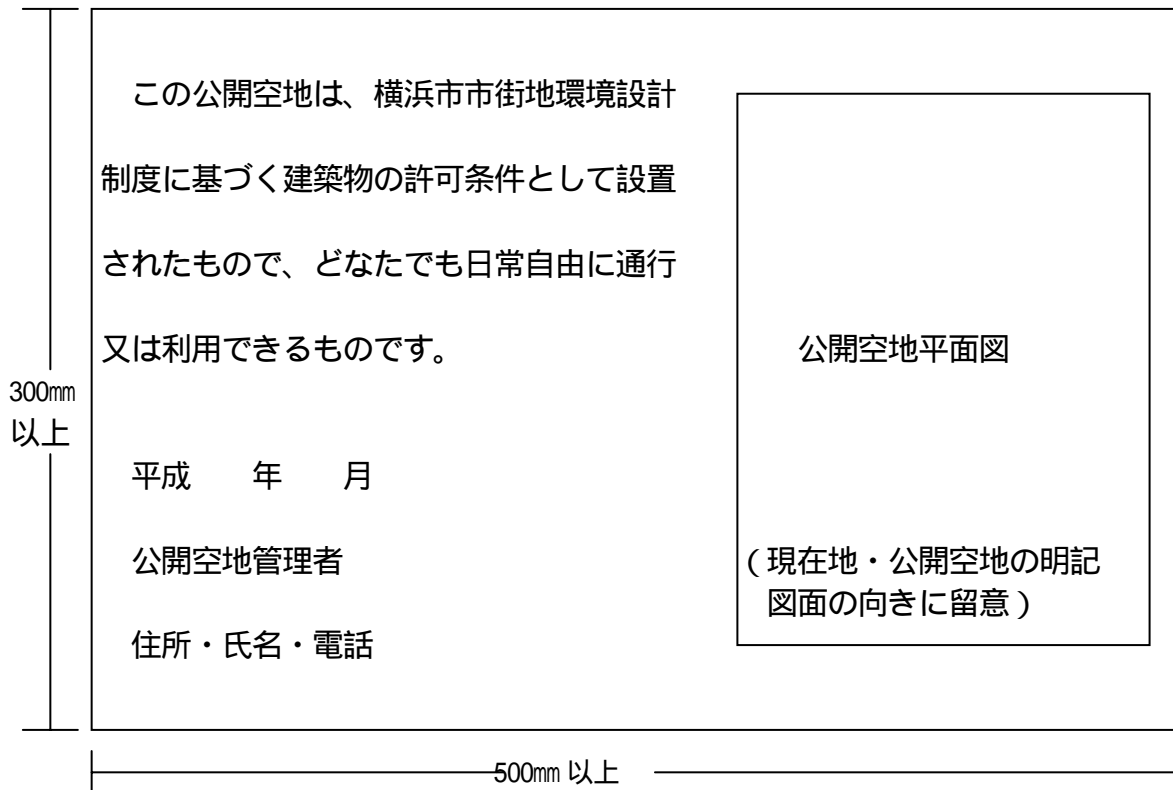 この公開空地は、横浜市市街地環境設計
制度に基づく建築物の許可条件として設置
されたもので、どなたでも日常自由に通行
又は利用できるものです。
平成　　年　　月
公開空地管理者
住所・氏名・電話
公開空地平面図
(現在地・公開空地の明記
図面の向きに留意)
300㎜
以上
500㎜ 以上